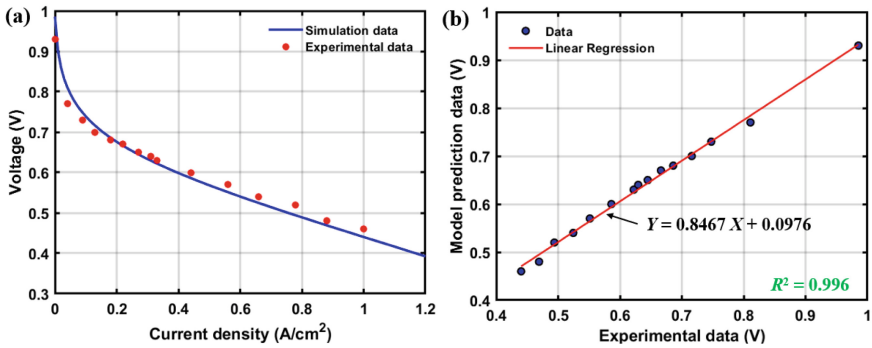 (a)
Simulation data
Experimental data
Voltage (V)
1
0.9
0.8
0.7
0.6
0.5
0.4
0.3
0
0.2
0.4
0.6
0.8
1
1.2
Current density (A/cm²)
(b)
Data
Linear Regression
Model prediction data (V)
1
0.9
0.8
0.7
0.6
0.5
0.4
Y = 0.8467 X + 0.0976
R² = 0.996
0.4
0.5
0.6
0.7
0.8
0.9
1
Experimental data (V)